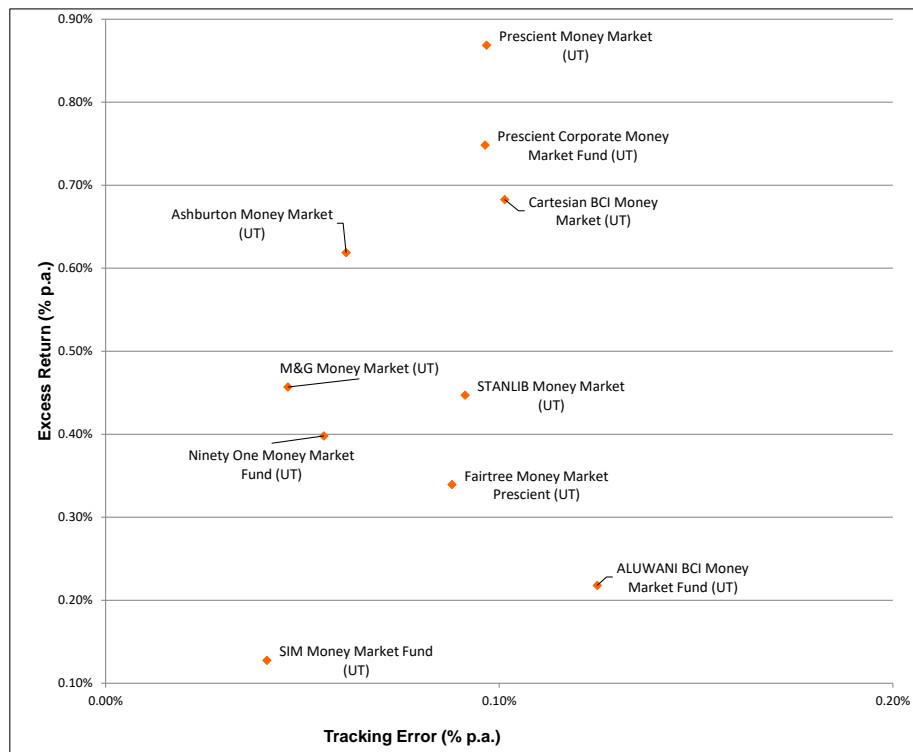 0.90%
Prescient Money Market
(UT)
0.80%
Prescient Corporate Money
Market Fund (UT)
0.70%
Cartesian BCI Money
Market (UT)
Ashburton Money Market
(UT)
0.60%
0.50%
M&G Money Market (UT)
STANLIB Money Market
(UT)
0.40%
Ninety One Money Market
Fund (UT)
Fairtree Money Market
Prescient (UT)
0.30%
ALUWANI BCI Money
Market Fund (UT)
0.20%
SIM Money Market Fund
(UT)
0.10%
0.00%
0.10%
0.20%
Excess Return (% p.a.)
Tracking Error (% p.a.)